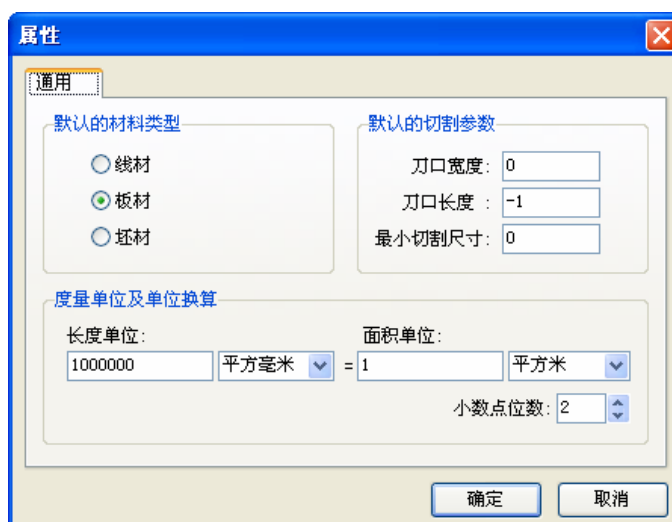 属性
通用
默认的材料类型
线材
板材
坯材
默认的切割参数
刀口宽度: 0
刀口长度 : -1
最小切割尺寸: 0
度量单位及单位换算
长度单位: 面积单位:
1000000 平方毫米 = 1 平方米
小数点位数: 2
确定 取消